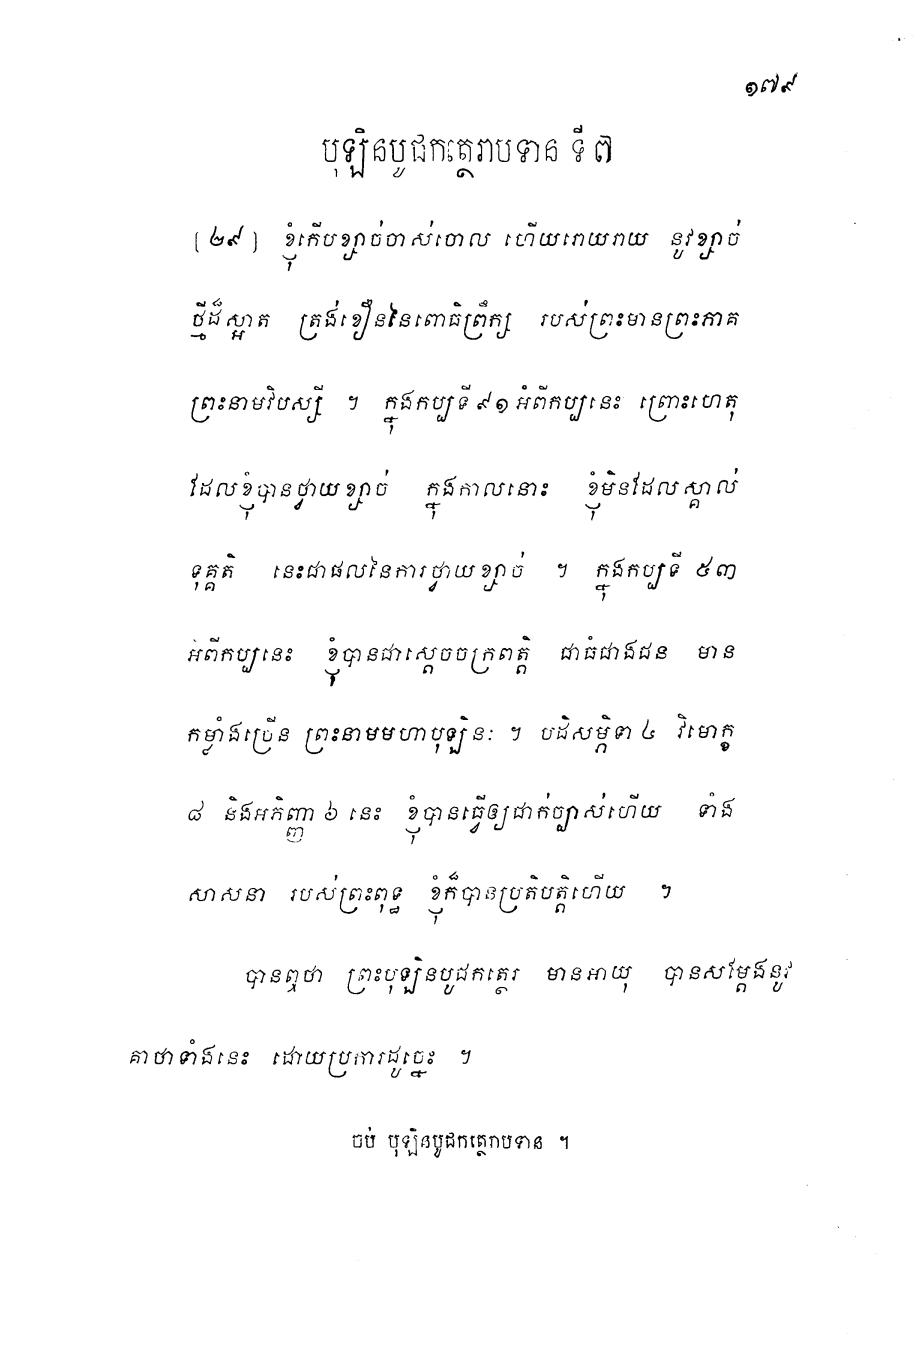 ១៧៩
បុឡិនបូជកត្ថេរាបទាន ទី ៧
[ ២៩ ] ខ្ញុំកើបខ្សាច់ចាស់ចោល ហើយរោយរាយ នូវខ្សាច់
ថ្មីដ៏ស្អាត ត្រង់ខឿននៃពោធិព្រឹក្ស របស់ព្រះមានព្រះភាគ
ព្រះនាមវិបស្សី ។ ក្នុងកប្បទី ៩១ អំពីកប្បនេះ ព្រោះហេតុ
ដែលខ្ញុំបានថ្វាយខ្សាច់ ក្នុងកាលនោះ ខ្ញុំមិនដែលស្គាល់
ទុគ្គតិ នេះជាផលនៃការថ្វាយខ្សាច់ ។ ក្នុងកប្បទី ៥៣
អំពីកប្បនេះ ខ្ញុំបានជាស្តេចចក្រពត្តិ ជាធំជាងជន មាន
កម្លាំងច្រើន ព្រះនាមមហាបុឡិនៈ ។ បដិសម្ភិទា ៤ វិមោក្ខ
៨ និងអភិញ្ញា ៦ នេះ ខ្ញុំបានធ្វើឲ្យជាក់ច្បាស់ហើយ ទាំង
សាសនា របស់ព្រះពុទ្ធ ខ្ញុំក៏បានប្រតិបត្តិហើយ ។
បានឮថា ព្រះបុឡិនបូជកត្ថេរ មានអាយុ បានសម្តែងនូវ
គាថាទាំងនេះ ដោយប្រការដូច្នេះ ។
ចប់ បុឡិនបូជកត្ថេរាបទាន ។